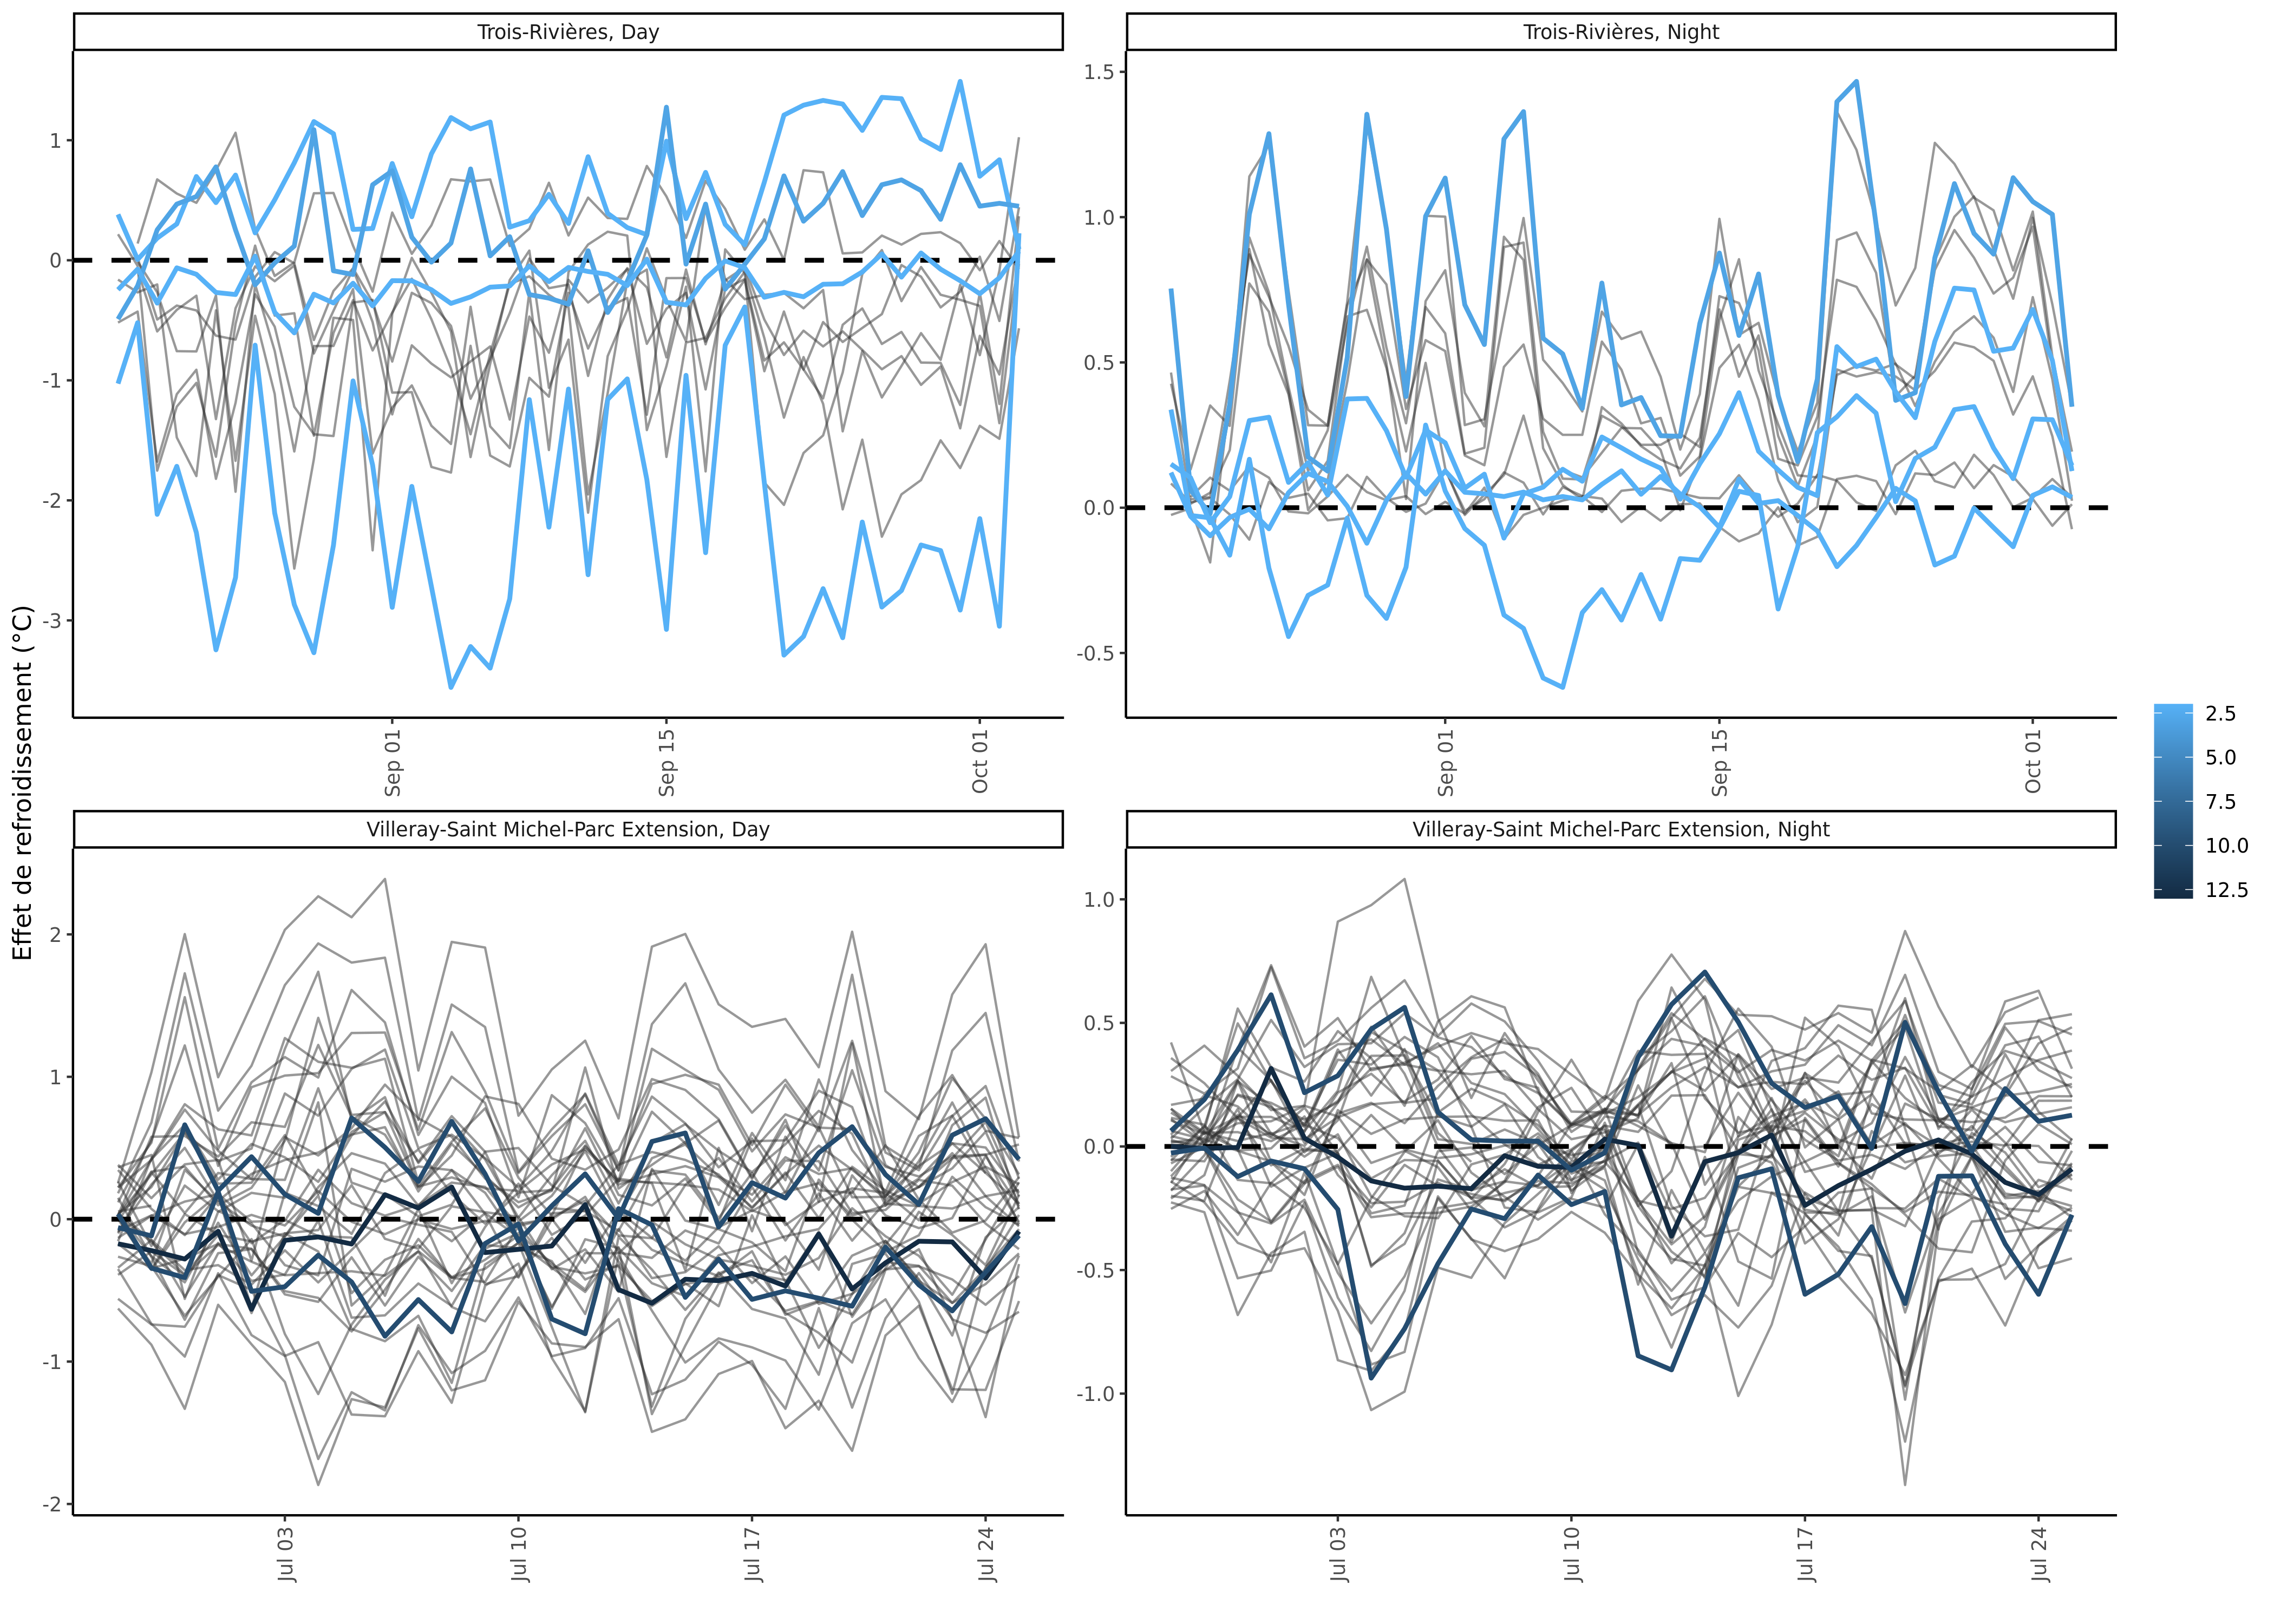 Trois-Rivières, Day
Trois-Rivières, Night
1
0
-1
-2
-3
1.5
1.0
0.5
0.0
-0.5
Sep 01
Sep 15
Oct 01
Sep 01
Sep 15
Oct 01
Effet de refroidissement (°C)
2.5
5.0
7.5
10.0
12.5
Villeray-Saint Michel-Parc Extension, Day
Villeray-Saint Michel-Parc Extension, Night
2
1
0
-1
-2
1.0
0.5
0.0
-0.5
-1.0
Jul 03
Jul 10
Jul 17
Jul 24
Jul 03
Jul 10
Jul 17
Jul 24